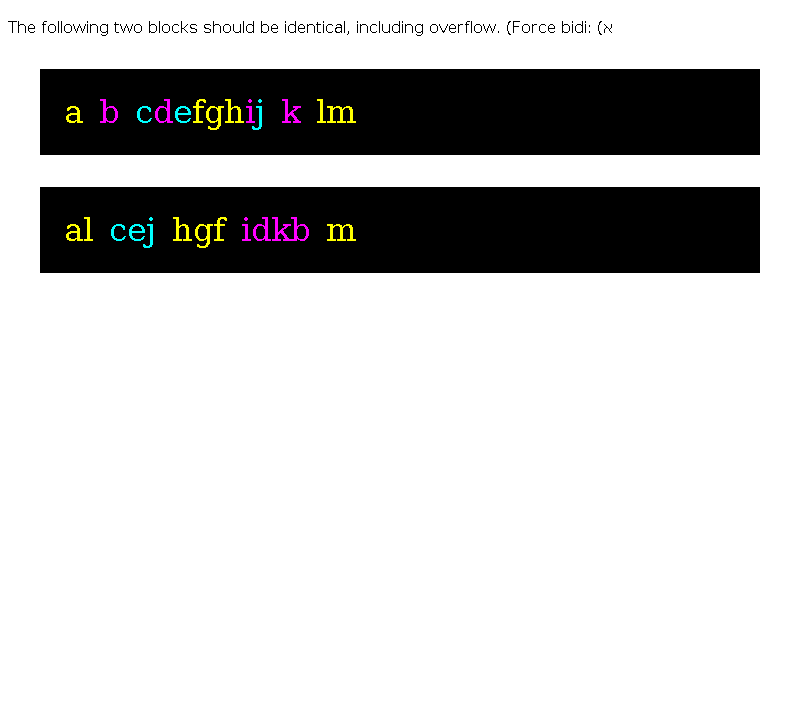 The following two blocks should be identical, including overflow. (Force bidi: (א
a b cdefghij k lm
al cej hgf idkb m